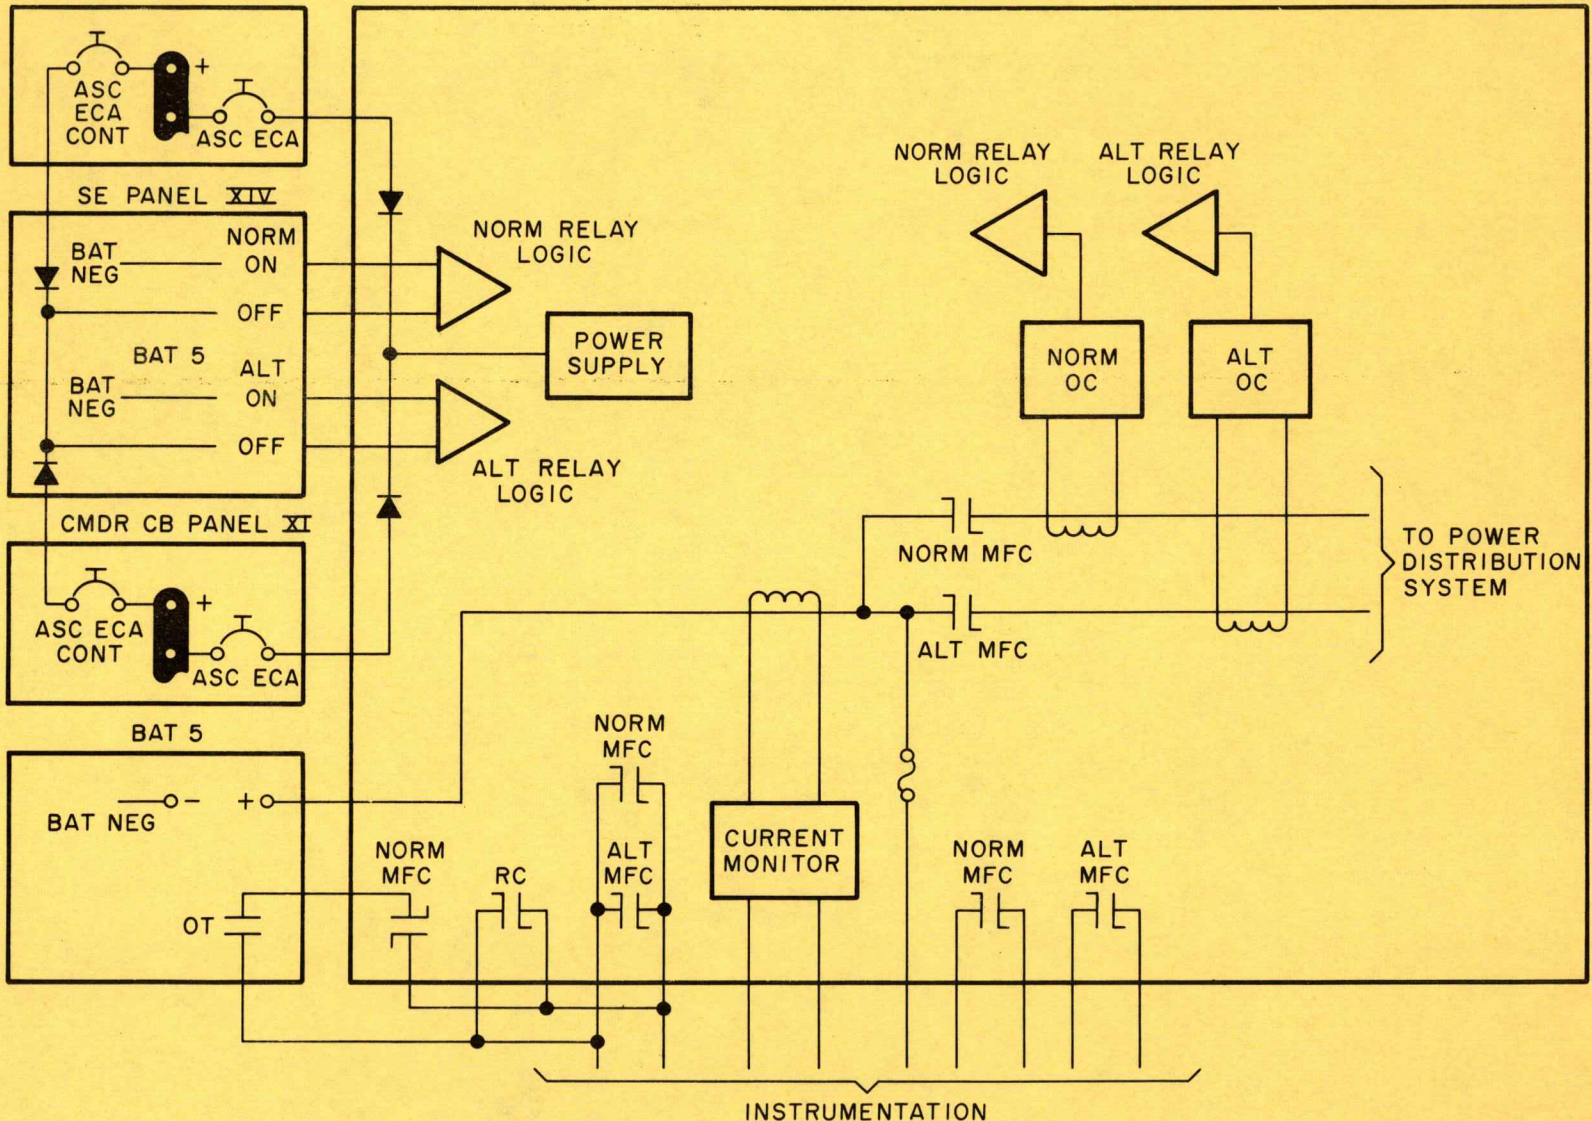 ASC
ECA
CONT
+
ASC ECA
SE PANEL XIV
BAT
NEG
NORM
ON
OFF
BAT 5
ALT
BAT
NEG
ON
OFF
CMDR CB PANEL XI
ASC ECA
CONT
+
ASC ECA
BAT 5
BAT NEG
-
+
OT
NORM RELAY
LOGIC
POWER
SUPPLY
ALT RELAY
LOGIC
NORM RELAY
LOGIC
ALT RELAY
LOGIC
NORM
OC
ALT
OC
NORM MFC
ALT MFC
TO POWER
DISTRIBUTION
SYSTEM
NORM
MFC
RC
NORM
MFC
ALT
MFC
CURRENT
MONITOR
NORM
MFC
ALT
MFC
INSTRUMENTATION